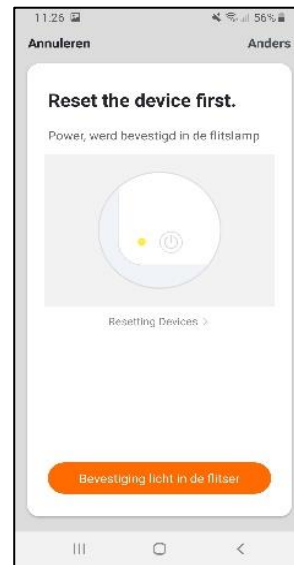 11.26 56%
Annuleren Anders
Reset the device first.
Power, werd bevestigd in de flitslamp
Resetting Devices >
Bevestiging licht in de flitser